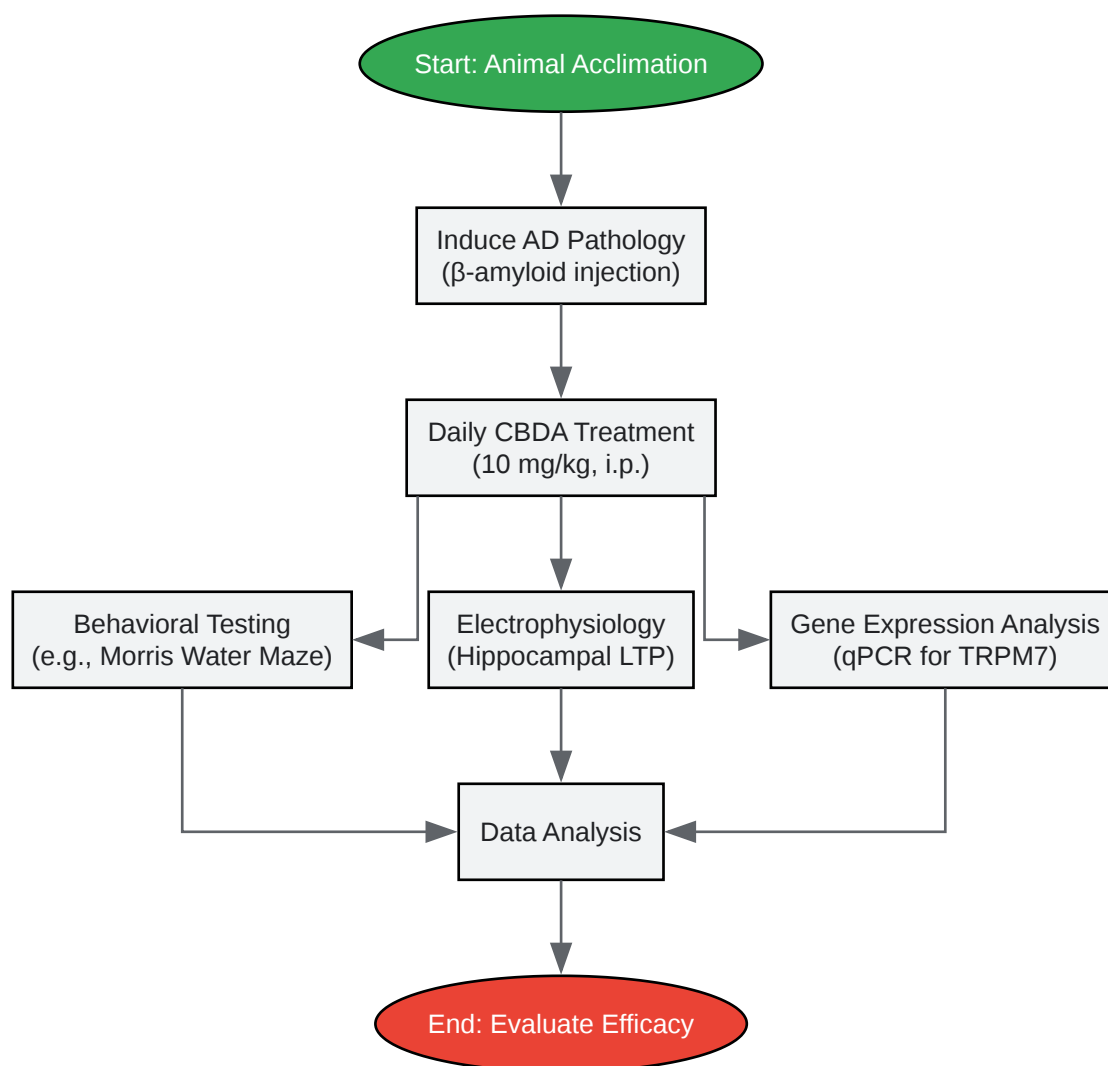 Start: Animal Acclimation
Induce AD Pathology
(β-amyloid injection)
Daily CBDA Treatment
(10 mg/kg, i.p.)
Behavioral Testing
(e.g., Morris Water Maze)
Electrophysiology
(Hippocampal LTP)
Gene Expression Analysis
(qPCR for TRPM7)
Data Analysis
End: Evaluate Efficacy